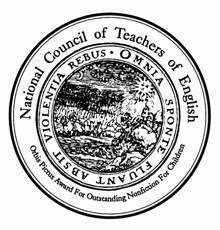 National Council of Teachers of English
OMNIA SPONTE FLUANT ABSIT VIOLENTIA REBUS
Orbis Pictus Award For Outstanding Nonfiction For Children